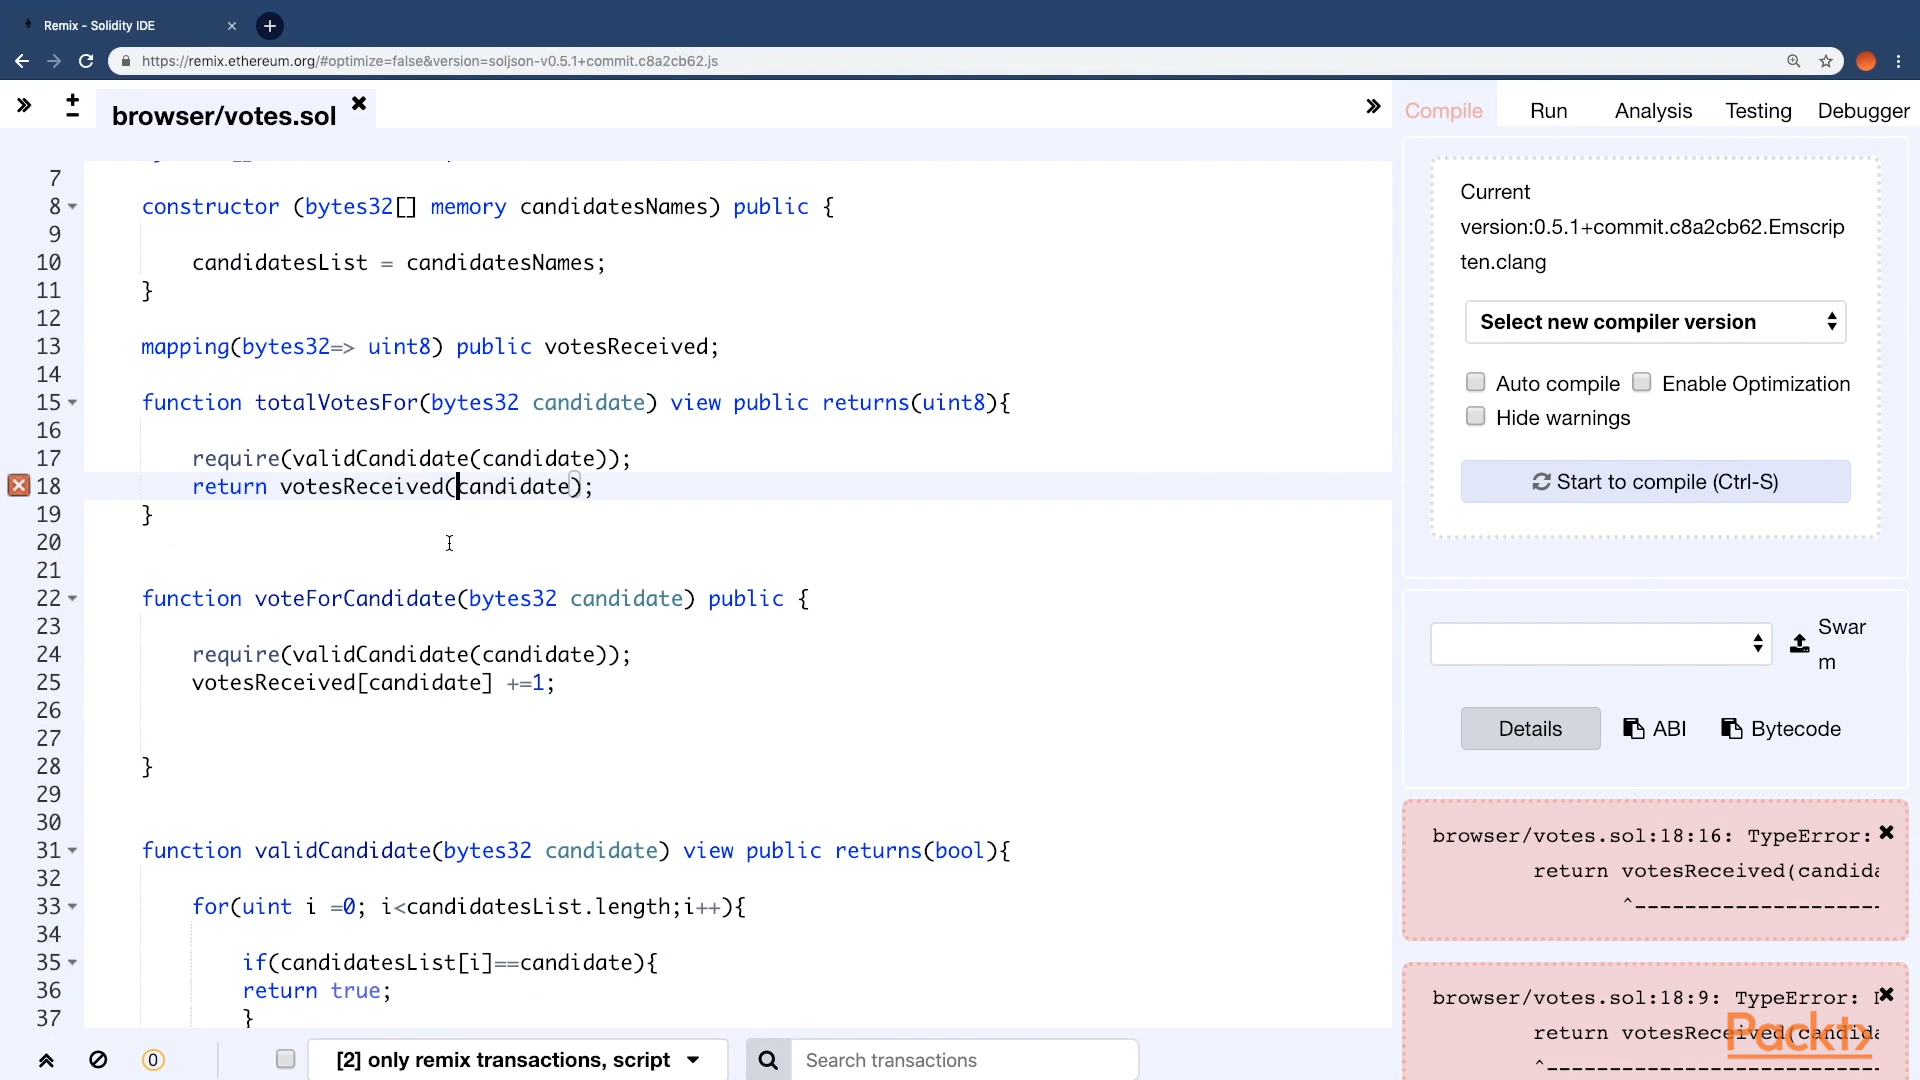 Remix - Solidity IDE
https://remix.ethereum.org/#optimize=false&version=soljson-v0.5.1+commit.c8a2cb62.js
browser/votes.sol
Compile Run Analysis Testing Debugger
7
8 constructor (bytes32[] memory candidatesNames) public {
9
10 candidatesList = candidatesNames;
11 }
12
13 mapping(bytes32=> uint8) public votesReceived;
14
15 function totalVotesFor(bytes32 candidate) view public returns(uint8){
16
17 require(validCandidate(candidate));
18 return votesReceived(candidate);
19 }
20
21
22 function voteForCandidate(bytes32 candidate) public {
23
24 require(validCandidate(candidate));
25 votesReceived[candidate] +=1;
26
27
28 }
29
30
31 function validCandidate(bytes32 candidate) view public returns(bool){
32
33 for(uint i =0; i<candidatesList.length;i++){
34
35 if(candidatesList[i]==candidate){
36 return true;
37 }
Current
version:0.5.1+commit.c8a2cb62.Emscrip
ten.clang
Select new compiler version
Auto compile Enable Optimization
Hide warnings
Start to compile (Ctrl-S)
Swar
m
Details ABI Bytecode
browser/votes.sol:18:16: TypeError:
return votesReceived(candida
^--------------------
browser/votes.sol:18:9: TypeError:
return votesReceived(candida
^---------------------------
Packt>
0 [2] only remix transactions, script Search transactions